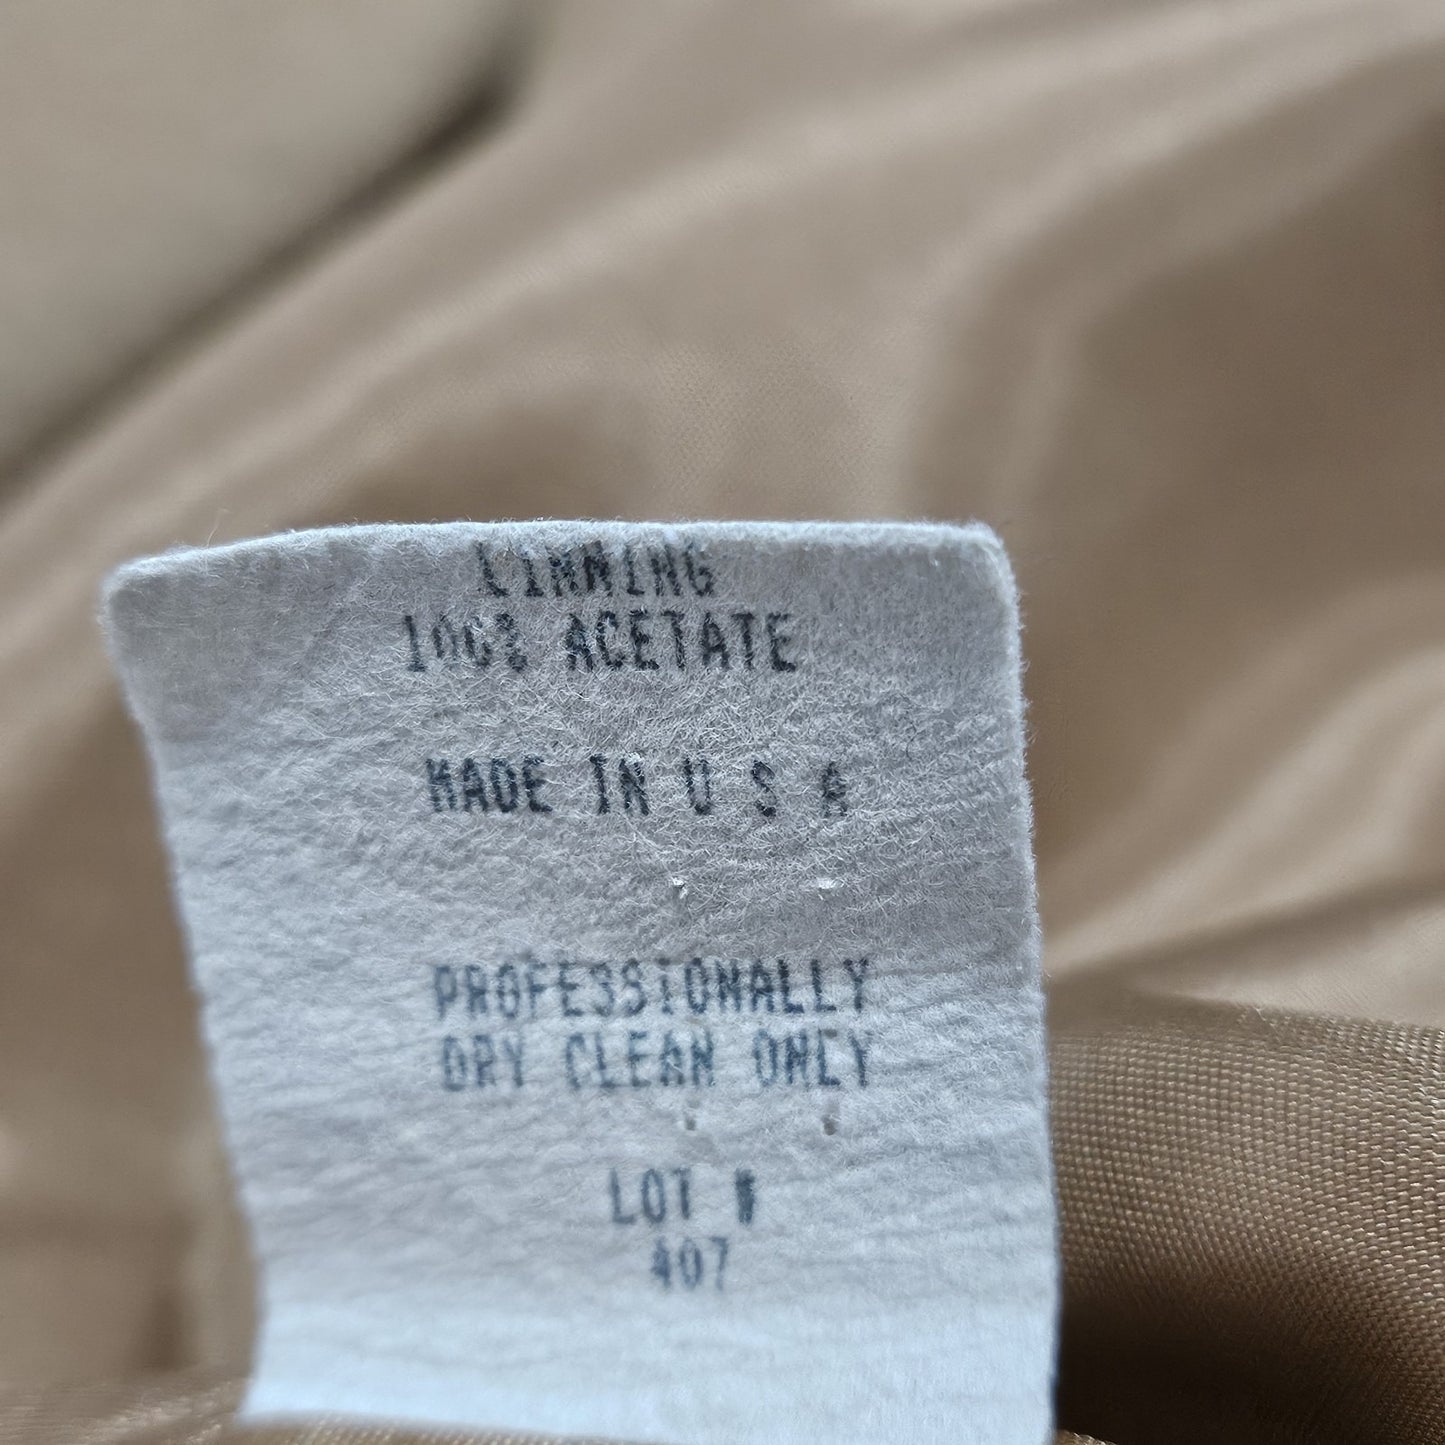 LINNING
100% ACETATE
MADE IN U S A
PROFESSIONALLY
DRY CLEAN ONLY
LOT #
407